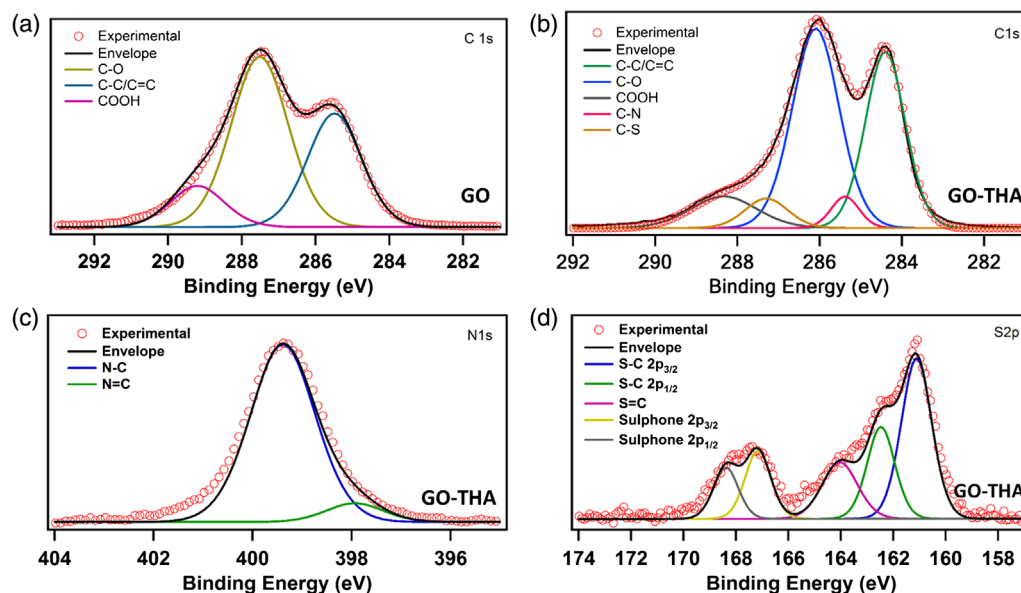 (a)
C 1s
Experimental
Envelope
C-O
C-C/C=C
COOH
GO
292 290 288 286 284 282
Binding Energy (eV)
(b)
C1s
Experimental
Envelope
C-C/C=C
C-O
COOH
C-N
C-S
GO-THA
292 290 288 286 284 282
Binding Energy (eV)
(c)
N1s
Experimental
Envelope
N-C
N=C
GO-THA
404 402 400 398 396
Binding Energy (eV)
(d)
S2p
Experimental
Envelope
S-C 2p3/2
S-C 2p1/2
S=C
Sulphone 2p3/2
Sulphone 2p1/2
GO-THA
174 172 170 168 166 164 162 160 158
Binding Energy (eV)